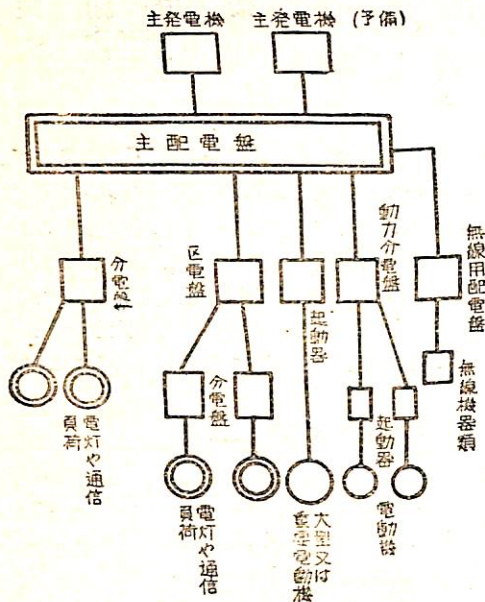 主発電機
主発電機 (予備)
主配電盤
分電盤
区電盤
起動器
動力分電盤
無線用配電盤
無線機器類
分電盤
起動器
電灯や通信
負荷
電灯や通信
負荷
大型又は
重要電動機
電動機